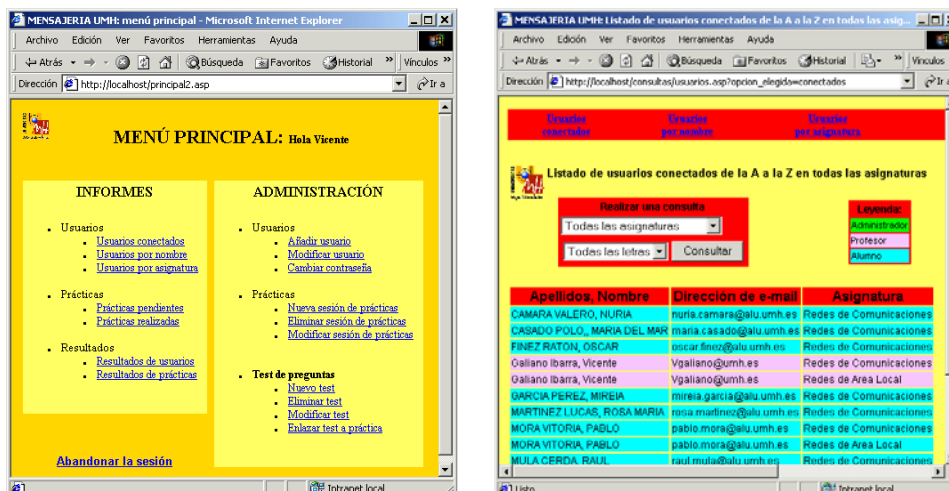 MENSAJERIA UMH: menú principal - Microsoft Internet Explorer
Archivo Edición Ver Favoritos Herramientas Ayuda
Atrás Búsqueda Favoritos Historial » Vínculos »
Dirección http://localhost/principal2.asp Ir a
MENÚ PRINCIPAL: Hola Vicente
INFORMES
Usuarios
Usuarios conectados
Usuarios por nombre
Usuarios por asignatura
Prácticas
Prácticas pendientes
Prácticas realizadas
Resultados
Resultados de usuarios
Resultados de prácticas
Abandonar la sesión
ADMINISTRACIÓN
Usuarios
Añadir usuario
Modificar usuario
Cambiar contraseña
Prácticas
Nueva sesión de prácticas
Eliminar sesión de prácticas
Modificar sesión de prácticas
Test de preguntas
Nuevo test
Eliminar test
Modificar test
Enlazar test a práctica
Intranet local
MENSAJERIA UMH: Listado de usuarios conectados de la A a la Z en todas las asig...
Archivo Edición Ver Favoritos Herramientas Ayuda
Atrás Búsqueda Favoritos Historial » Vínculos
Dirección http://localhost/consultas/usuarios.asp?opcion_elegida=conectados Ir a
Usuarios conectados Usuarios por nombre Usuarios por asignatura
Listado de usuarios conectados de la A a la Z en todas las asignaturas
Realizar una consulta
Todas las asignaturas
Todas las letras Consultar
Leyenda:
Administrador
Profesor
Alumno
Apellidos, Nombre Dirección de e-mail Asignatura
CAMARA VALERO, NURIA nuria.camara@alu.umh.es Redes de Comunicaciones
CASADO POLO,, MARIA DEL MAR maria.casado@alu.umh.es Redes de Comunicaciones
FINEZ RATON, OSCAR oscar.finez@alu.umh.es Redes de Comunicaciones
Galiano Ibarra, Vicente Vgaliano@umh.es Redes de Comunicaciones
Galiano Ibarra, Vicente Vgaliano@umh.es Redes de Area Local
GARCIA PEREZ, MIREIA mireia.garcia@alu.umh.es Redes de Comunicaciones
MARTINEZ LUCAS, ROSA MARIA rosa.martinez@alu.umh.es Redes de Comunicaciones
MORA VITORIA, PABLO pablo.mora@alu.umh.es Redes de Comunicaciones
MORA VITORIA, PABLO pablo.mora@alu.umh.es Redes de Area Local
MULA CERDA, RAUL raul.mula@alu.umh.es Redes de Comunicaciones
Listo Intranet local